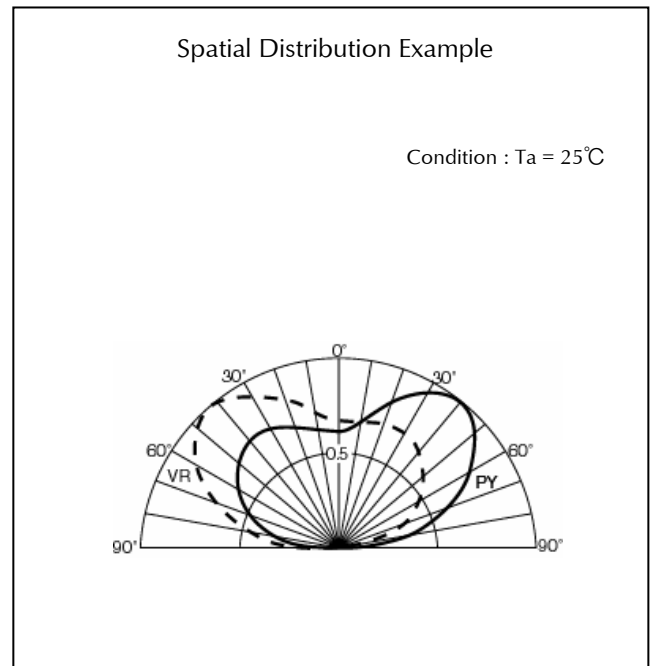 Spatial Distribution Example
Condition : Ta = 25℃
0°
30° 30°
60° 60°
0.5
VR PY
90° 90°